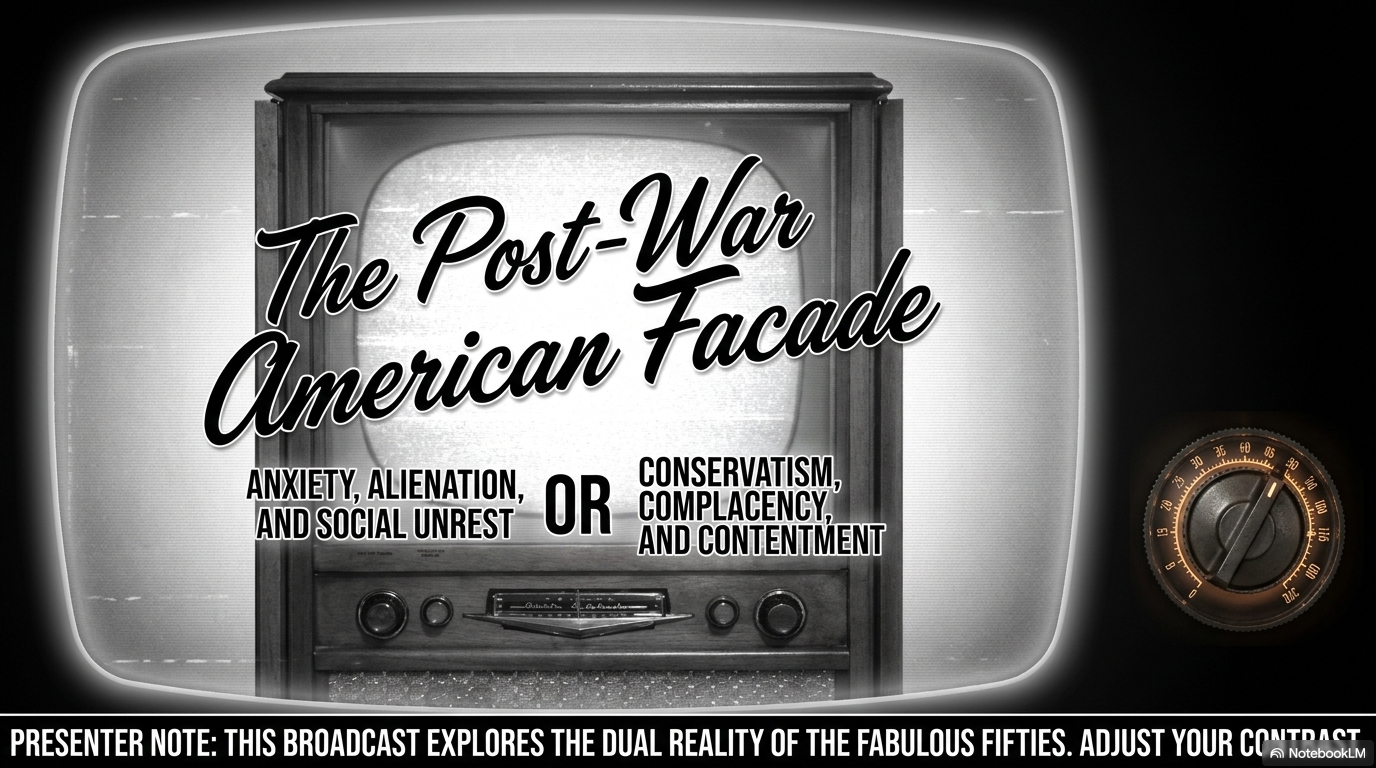 The Post-War
American Facade
ANXIETY, ALIENATION,
AND SOCIAL UNREST
OR
CONSERVATISM,
COMPLACENCY,
AND CONTENTMENT
PRESENTER NOTE: THIS BROADCAST EXPLORES THE DUAL REALITY OF THE FABULOUS FIFTIES. ADJUST YOUR CONTRAST.
NotebookLM